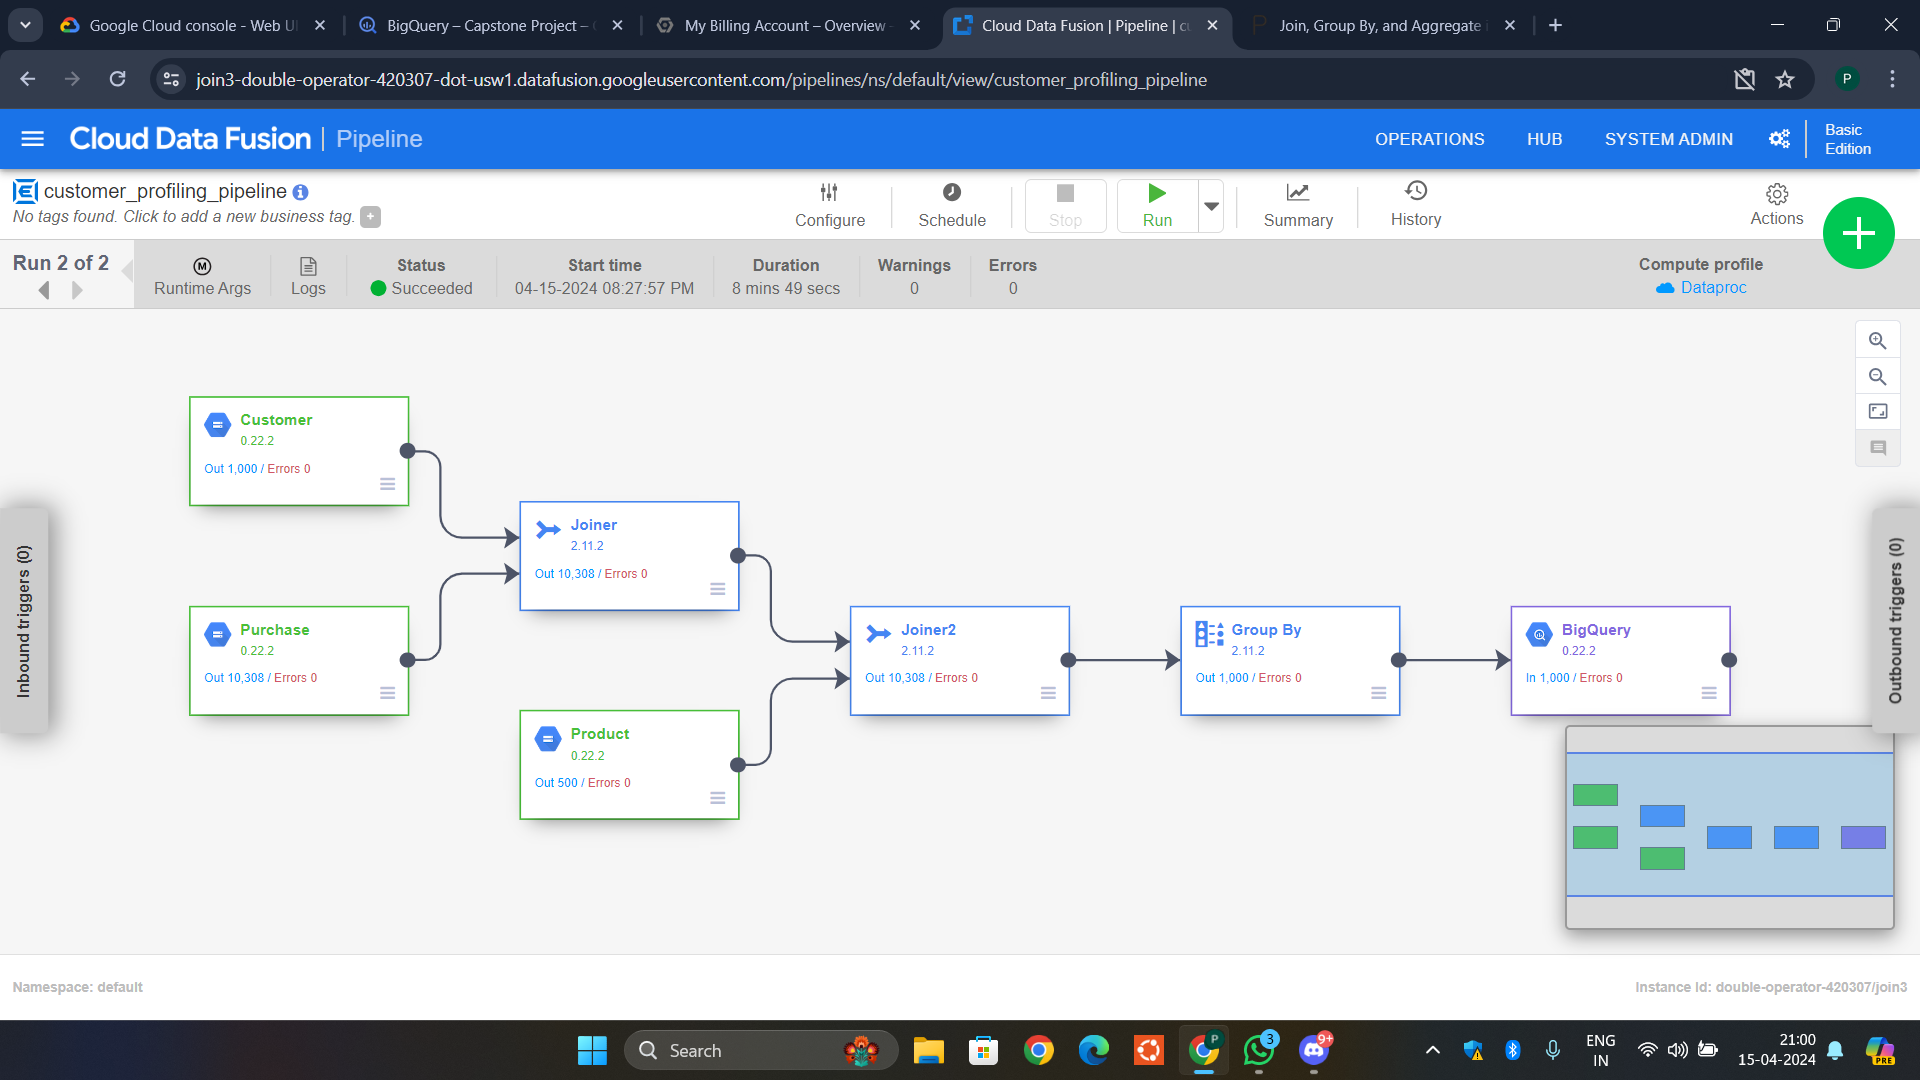 Google Cloud console - Web UI
BigQuery – Capstone Project –
My Billing Account – Overview
Cloud Data Fusion | Pipeline | cu
Join, Group By, and Aggregate
join3-double-operator-420307-dot-usw1.datafusion.googleusercontent.com/pipelines/ns/default/view/customer_profiling_pipeline
P
Cloud Data Fusion | Pipeline
OPERATIONS
HUB
SYSTEM ADMIN
Basic
Edition
customer_profiling_pipeline
No tags found. Click to add a new business tag.
Configure
Schedule
Stop
Run
Summary
History
Actions
Run 2 of 2
Runtime Args
Logs
Status
Succeeded
Start time
04-15-2024 08:27:57 PM
Duration
8 mins 49 secs
Warnings
0
Errors
0
Compute profile
Dataproc
Inbound triggers (0)
Outbound triggers (0)
Customer
0.22.2
Out 1,000 / Errors 0
Joiner
2.11.2
Out 10,308 / Errors 0
Purchase
0.22.2
Out 10,308 / Errors 0
Joiner2
2.11.2
Out 10,308 / Errors 0
Group By
2.11.2
Out 1,000 / Errors 0
BigQuery
0.22.2
In 1,000 / Errors 0
Product
0.22.2
Out 500 / Errors 0
Namespace: default
Instance Id: double-operator-420307/join3
Search
P
3
9+
ENG
IN
21:00
15-04-2024
PRE